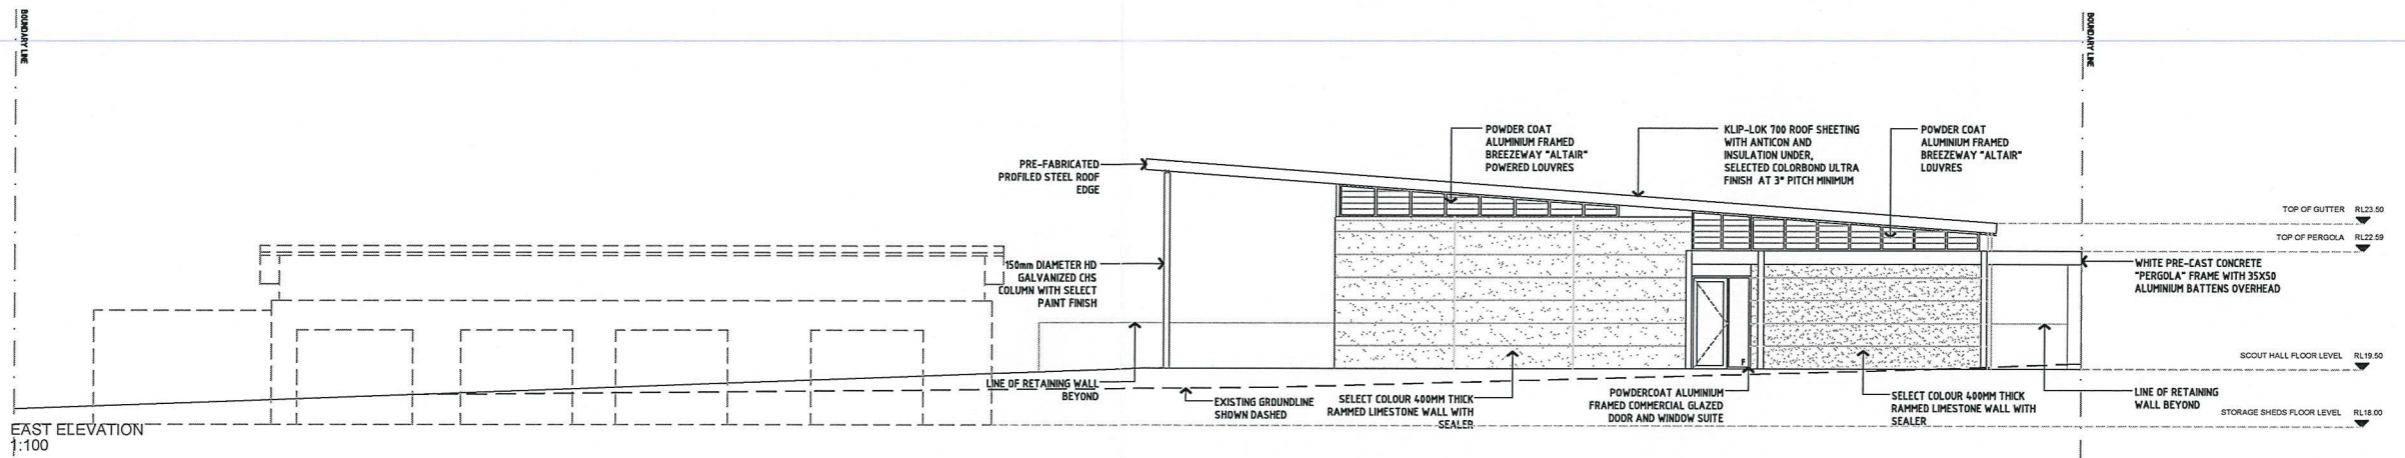 BOUNDARY LINE
BOUNDARY LINE
POWDER COAT
ALUMINIUM FRAMED
BREEZEWAY "ALTAIR"
POWERED LOUVRES
KLIP-LOK 700 ROOF SHEETING
WITH ANTICON AND
INSULATION UNDER,
SELECTED COLORBOND ULTRA
FINISH AT 3° PITCH MINIMUM
POWDER COAT
ALUMINIUM FRAMED
BREEZEWAY "ALTAIR"
LOUVRES
PRE-FABRICATED
PROFILED STEEL ROOF
EDGE
TOP OF GUTTER RL23.50
TOP OF PERGOLA RL22.59
150mm DIAMETER HD
GALVANIZED CHS
COLUMN WITH SELECT
PAINT FINISH
WHITE PRE-CAST CONCRETE
"PERGOLA" FRAME WITH 35X50
ALUMINIUM BATTENS OVERHEAD
SCOUT HALL FLOOR LEVEL RL19.50
F
LINE OF RETAINING WALL
BEYOND
EXISTING GROUNDLINE
SHOWN DASHED
SELECT COLOUR 400MM THICK
RAMMED LIMESTONE WALL WITH
SEALER
POWDERCOAT ALUMINIUM
FRAMED COMMERCIAL GLAZED
DOOR AND WINDOW SUITE
SELECT COLOUR 400MM THICK
RAMMED LIMESTONE WALL WITH
SEALER
LINE OF RETAINING
WALL BEYOND
STORAGE SHEDS FLOOR LEVEL RL18.00
EAST ELEVATION
1:100